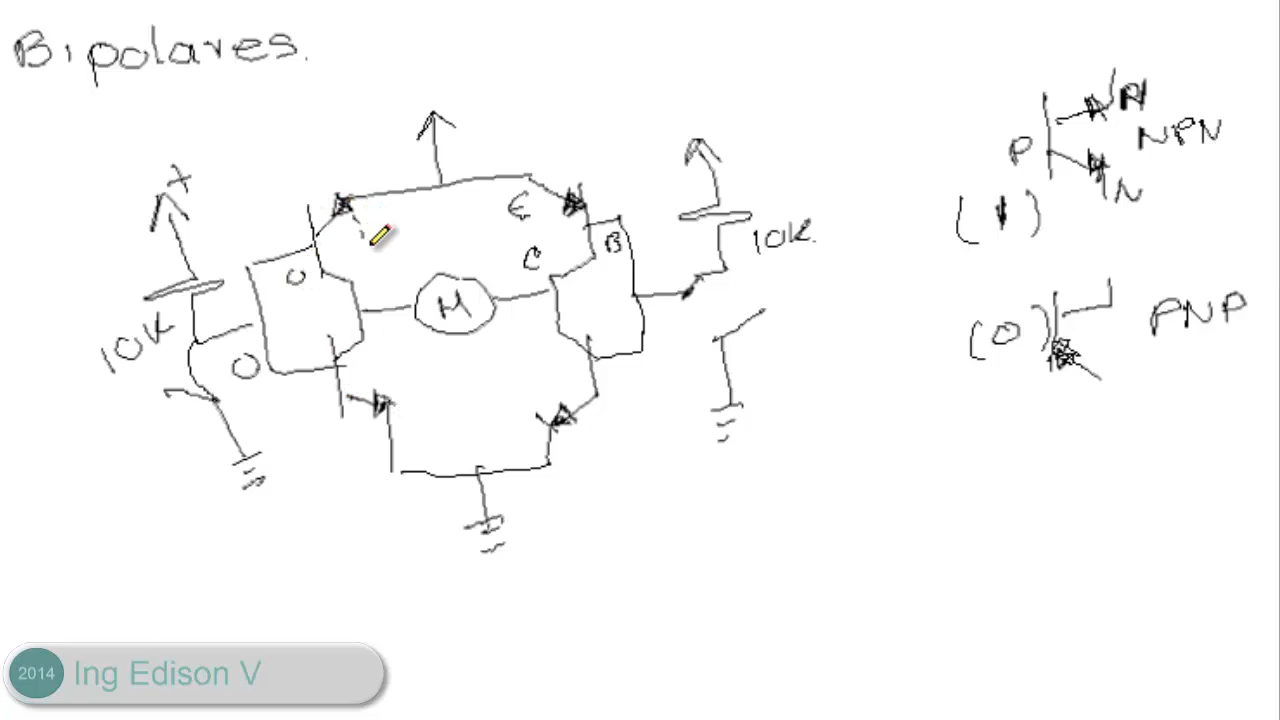 Bipolares.
+
N
P
NPN
N
(1)
E
B
C
10K.
O
M
10K
O
(0)
PNP
2014 Ing Edison V